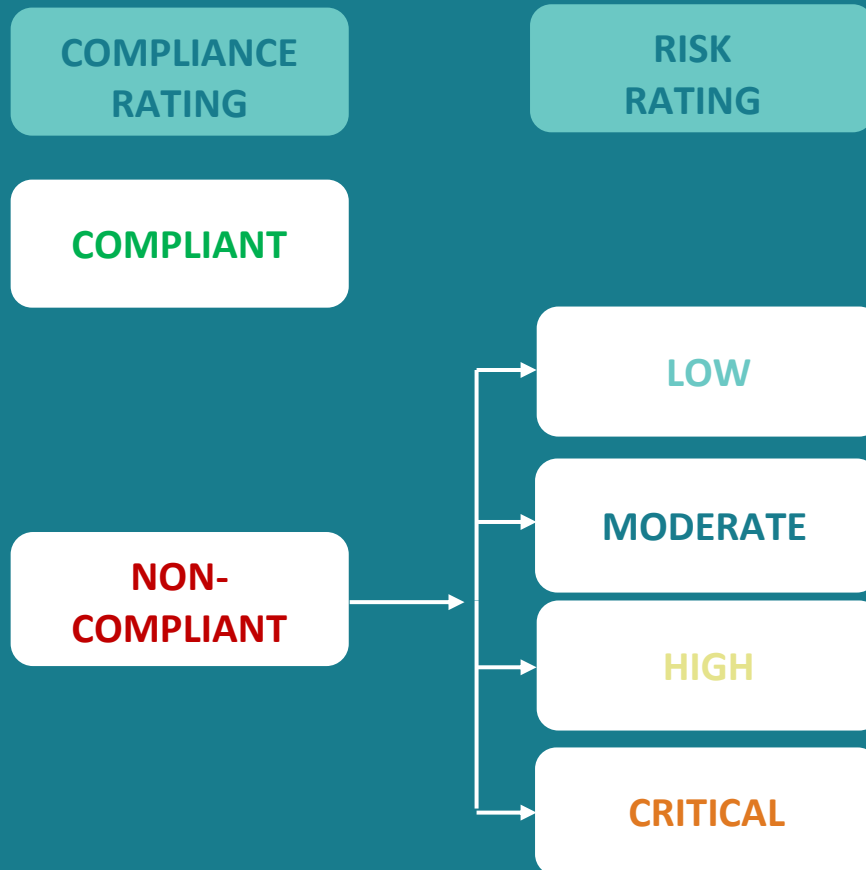 COMPLIANCE
RATING
RISK
RATING
COMPLIANT
LOW
MODERATE
NON-
COMPLIANT
HIGH
CRITICAL